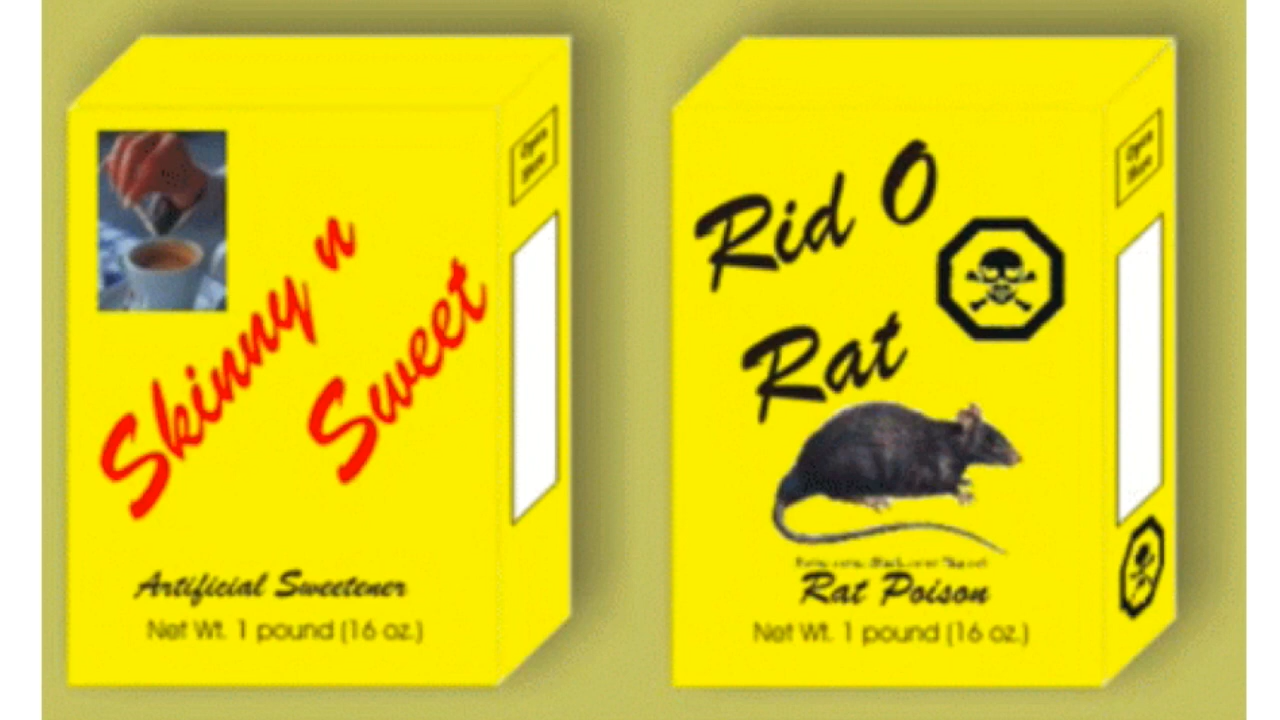 Skinny n
Sweet
Artificial Sweetener
Net Wt. 1 pound (16 oz.)
Rid O
Rat
Rat Poison
Net Wt. 1 pound (16 oz.)